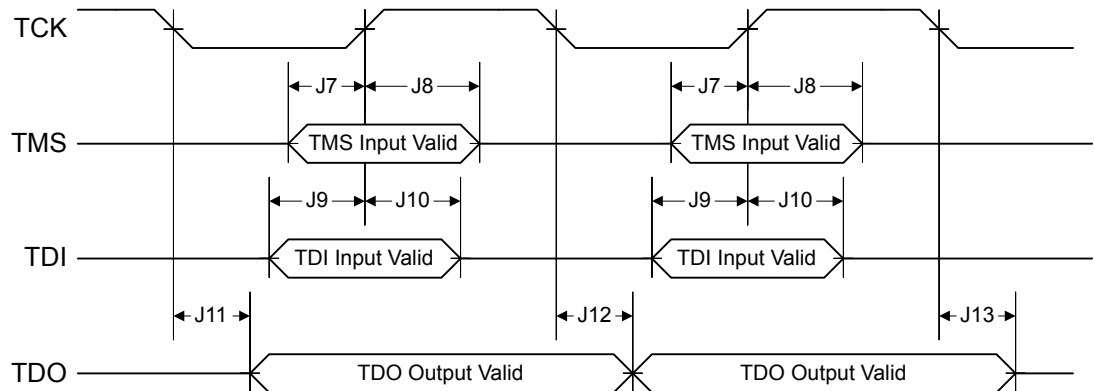 TCK
J7 J8 J7 J8
TMS TMS Input Valid TMS Input Valid
J9 J10 J9 J10
TDI TDI Input Valid TDI Input Valid
J11 J12 J13
TDO TDO Output Valid TDO Output Valid